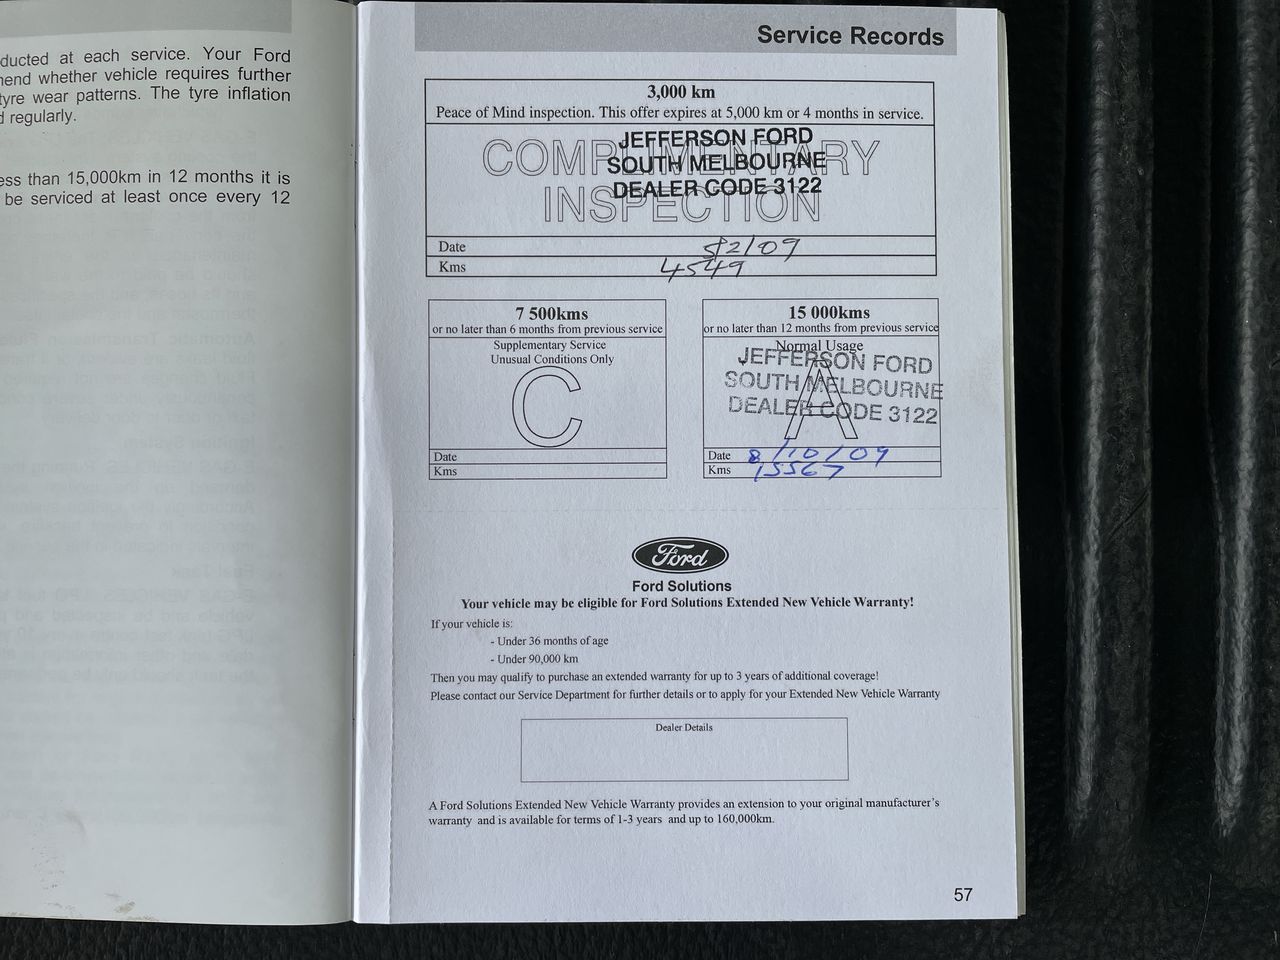 ducted at each service. Your Ford
mend whether vehicle requires further
tyre wear patterns. The tyre inflation
d regularly.
ess than 15,000km in 12 months it is
be serviced at least once every 12
Service Records
3,000 km
Peace of Mind inspection. This offer expires at 5,000 km or 4 months in service.
COMPLIMENTARY
INSPECTION
JEFFERSON FORD
SOUTH MELBOURNE
DEALER CODE 3122
Date 5/2/09
Kms 4549
7 500kms
or no later than 6 months from previous service
Supplementary Service
Unusual Conditions Only
C
Date
Kms
15 000kms
or no later than 12 months from previous service
Normal Usage
A
JEFFERSON FORD
SOUTH MELBOURNE
DEALER CODE 3122
Date 8/10/09
Kms 15567
Ford
Ford Solutions
Your vehicle may be eligible for Ford Solutions Extended New Vehicle Warranty!
If your vehicle is:
- Under 36 months of age
- Under 90,000 km
Then you may qualify to purchase an extended warranty for up to 3 years of additional coverage!
Please contact our Service Department for further details or to apply for your Extended New Vehicle Warranty
Dealer Details
A Ford Solutions Extended New Vehicle Warranty provides an extension to your original manufacturer's
warranty and is available for terms of 1-3 years and up to 160,000km.
57